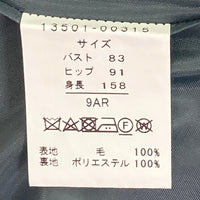 13501-00315
サイズ
バスト 83
ヒップ 91
身長 158
9AR
表地 毛 100%
裏地 ポリエステル 100%